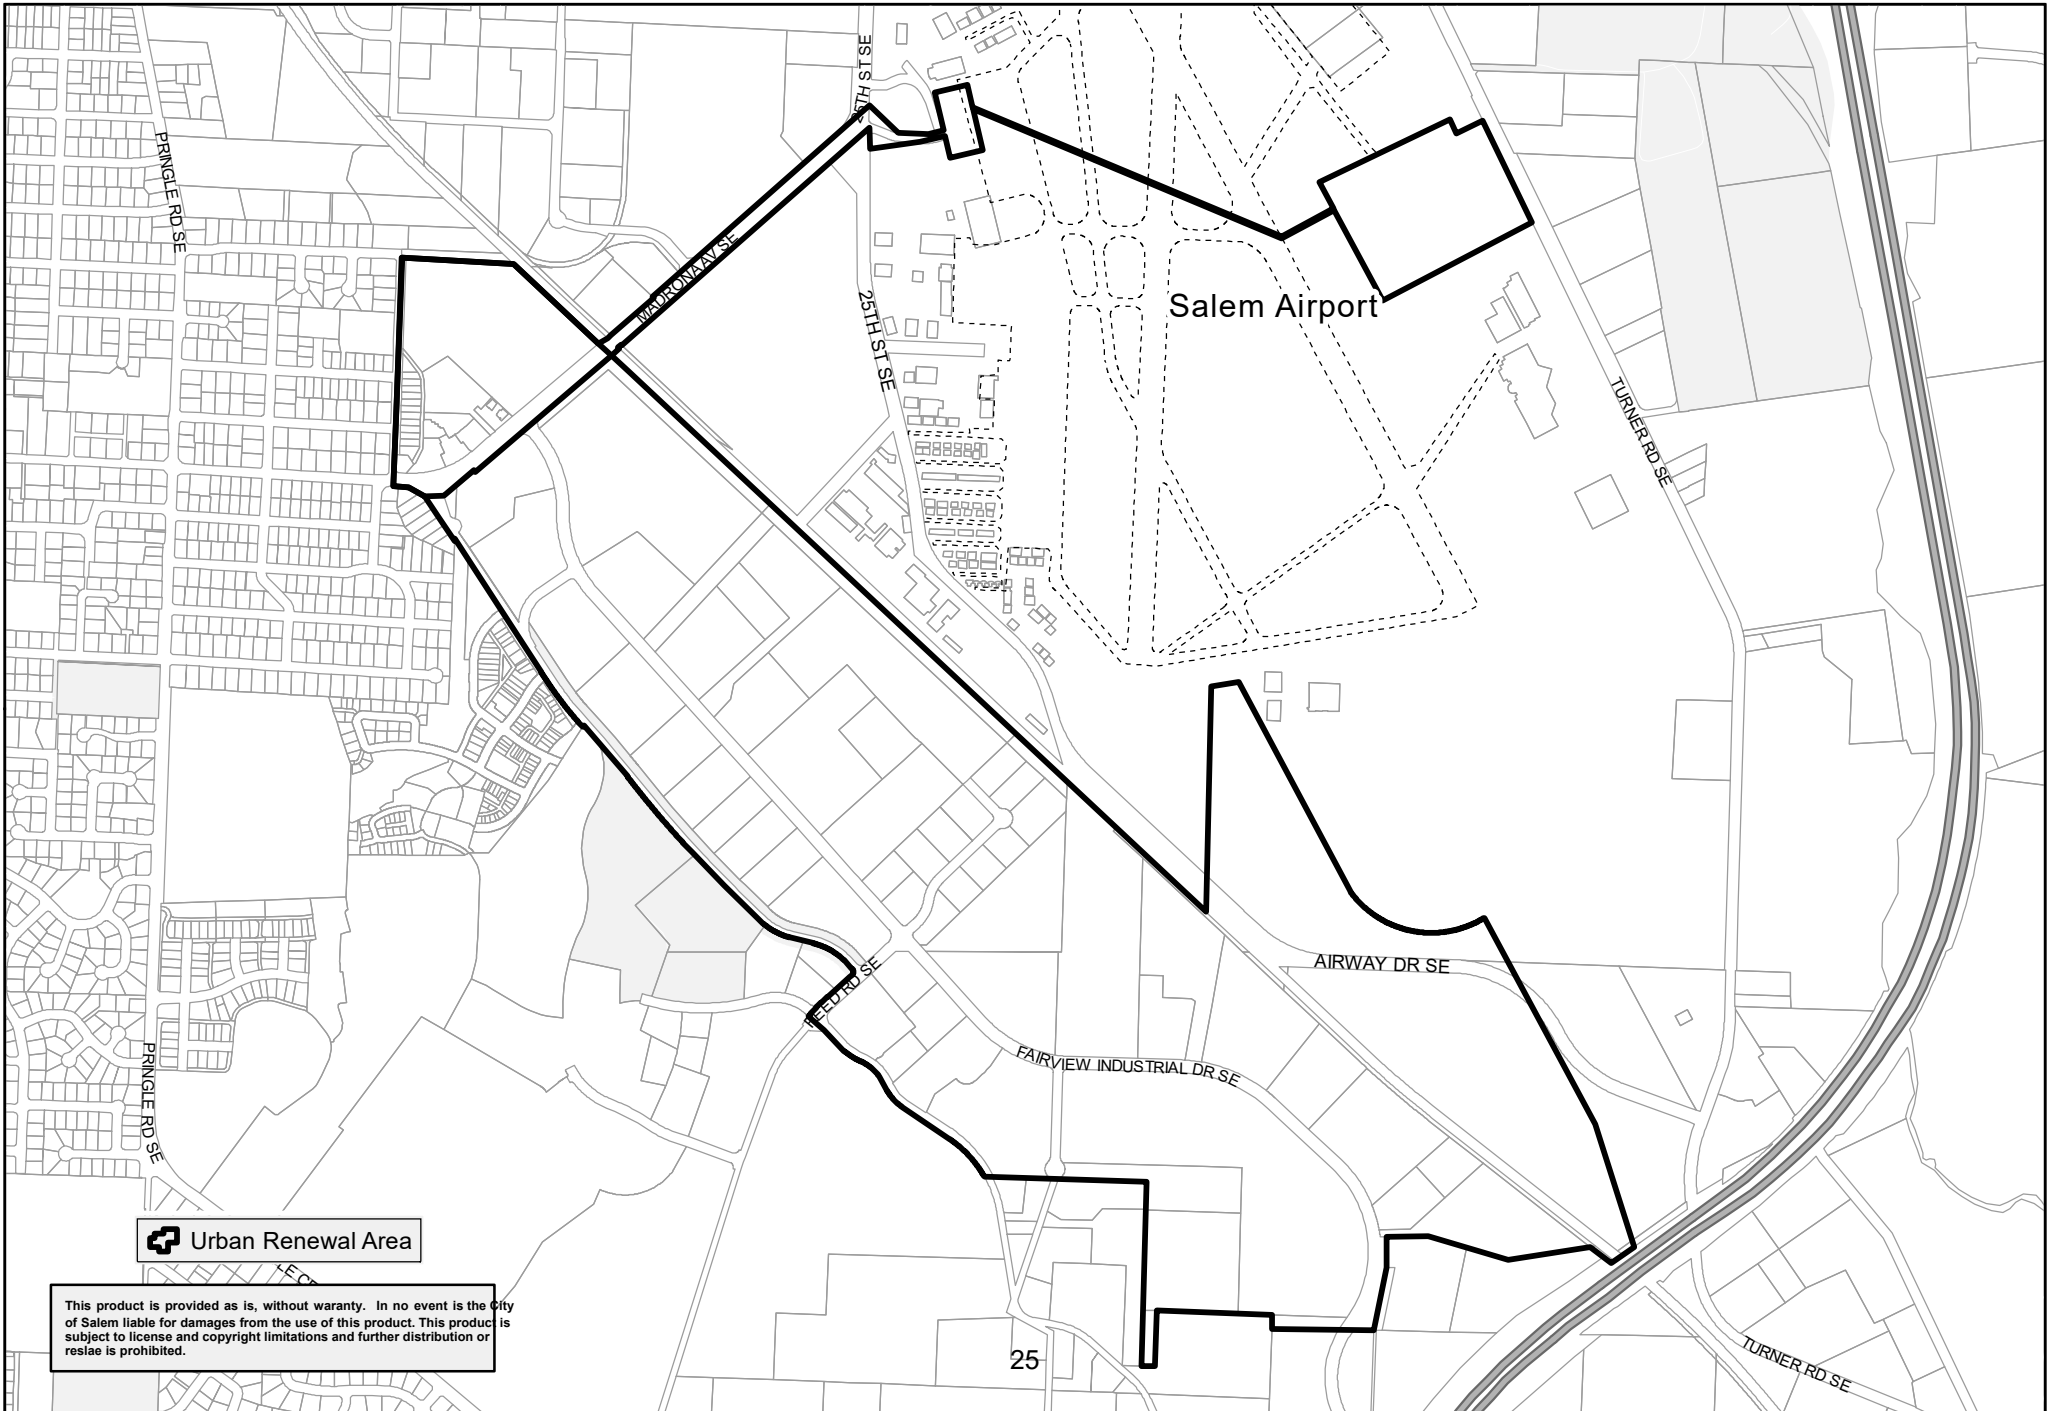 25TH ST SE
PRINGLE RD SE
MADRONA AV SE
25TH ST SE
Salem Airport
TURNER RD SE
AIRWAY DR SE
REED RD SE
FAIRVIEW INDUSTRIAL DR SE
PRINGLE RD SE
Urban Renewal Area
LE CR
This product is provided as is, without waranty. In no event is the City
of Salem liable for damages from the use of this product. This product is
subject to license and copyright limitations and further distribution or
reslae is prohibited.
25
TURNER RD SE